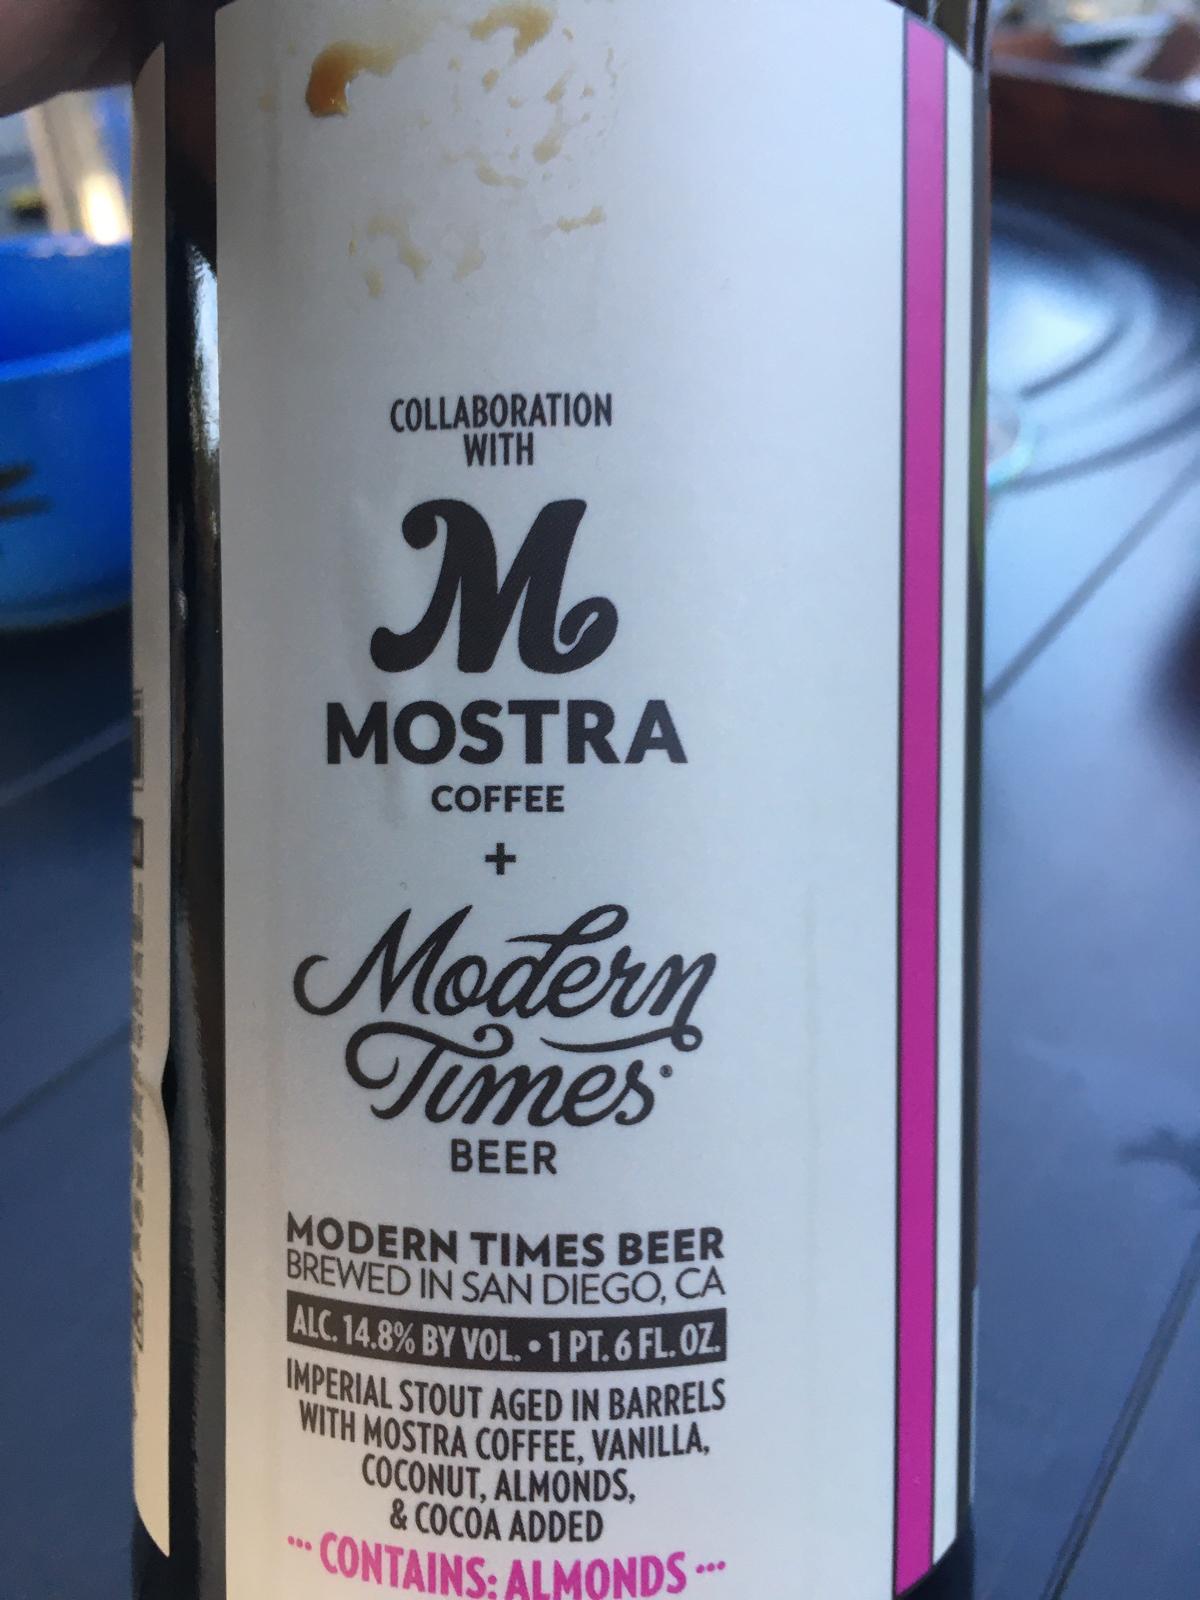 COLLABORATION
WITH
M
MOSTRA
COFFEE
+
Modern
Times®
BEER
MODERN TIMES BEER
BREWED IN SAN DIEGO, CA
ALC. 14.8% BY VOL. • 1 PT. 6 FL. OZ.
IMPERIAL STOUT AGED IN BARRELS
WITH MOSTRA COFFEE, VANILLA,
COCONUT, ALMONDS,
& COCOA ADDED
··· CONTAINS: ALMONDS ···